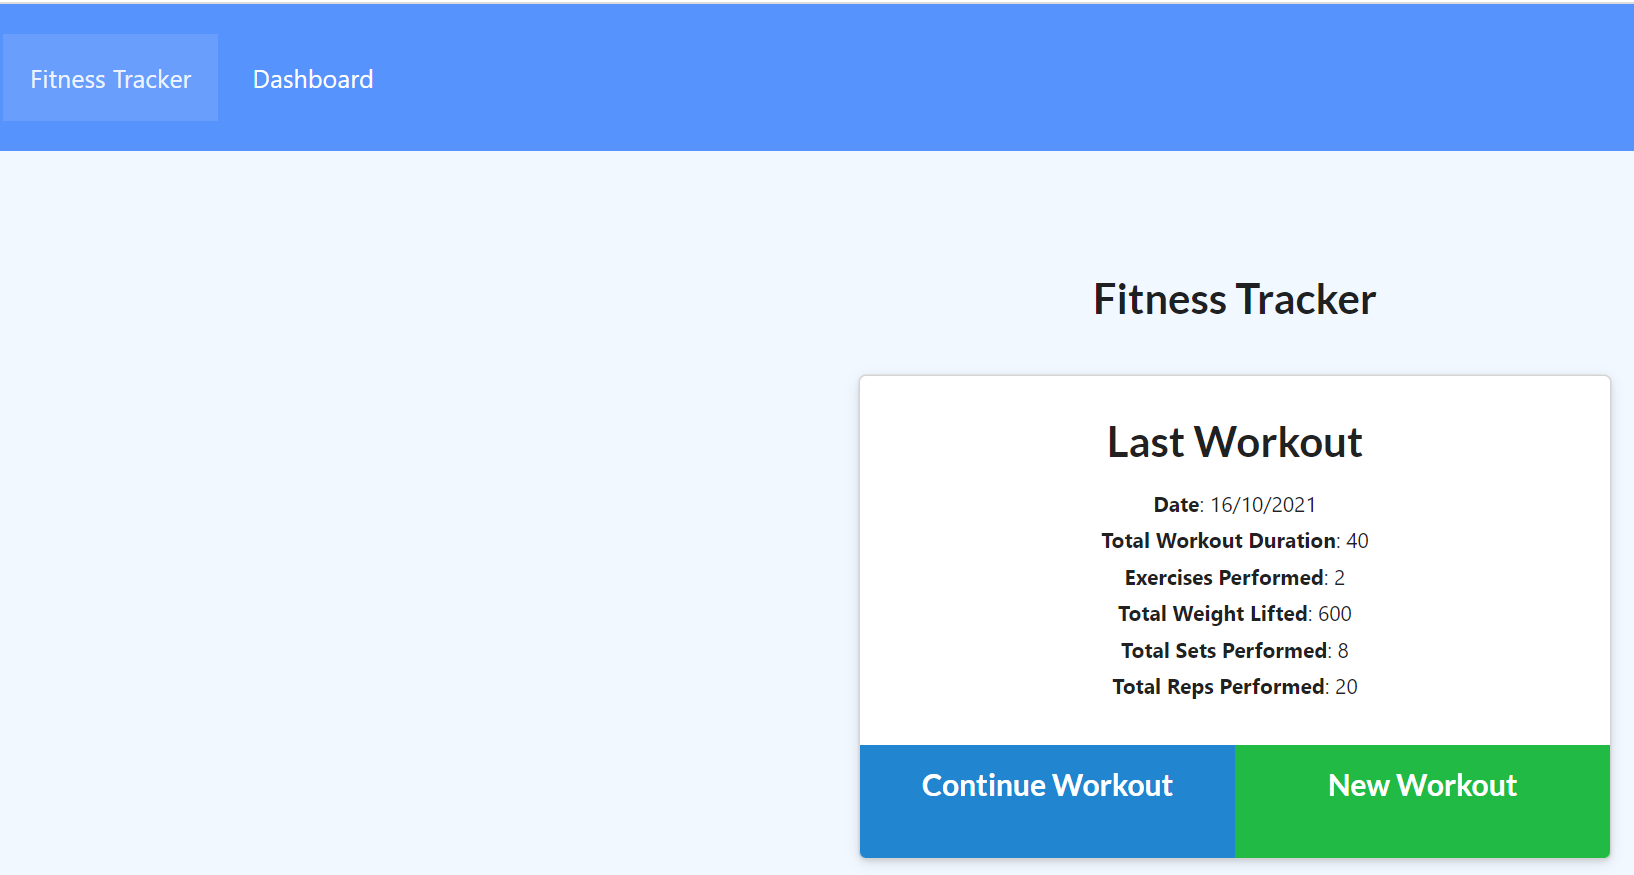 Fitness Tracker Dashboard
Fitness Tracker
Last Workout
Date: 16/10/2021
Total Workout Duration: 40
Exercises Performed: 2
Total Weight Lifted: 600
Total Sets Performed: 8
Total Reps Performed: 20
Continue Workout New Workout